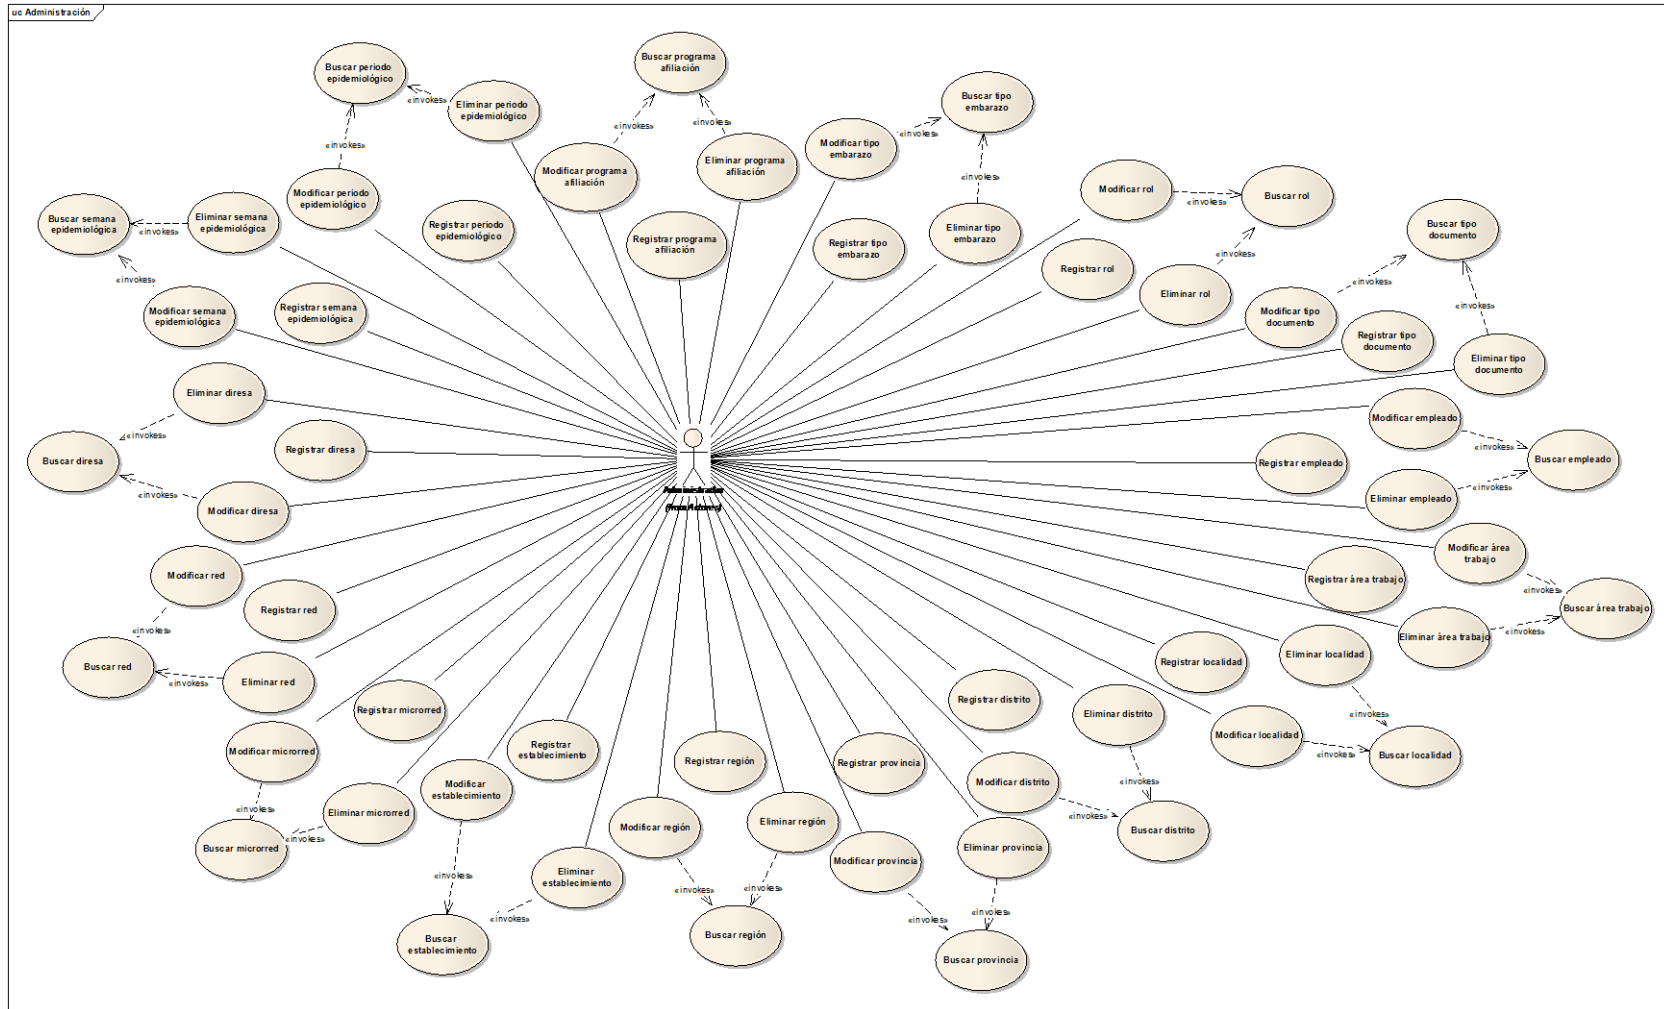 uc Administración
Buscar programa
afiliación
Buscar periodo
epidemiológico
«invokes»
Eliminar periodo
epidemiológico
«invokes»
«invokes»
Buscar tipo
embarazo
«invokes»
Modificar tipo
embarazo
«invokes»
Modificar programa
afiliación
Eliminar programa
afiliación
«invokes»
Modificar periodo
epidemiológico
Modificar rol
«invokes»
Buscar rol
Buscar semana
epidemiológica
«invokes»
Eliminar semana
epidemiológica
Registrar periodo
epidemiológico
Registrar programa
afiliación
Registrar tipo
embarazo
Eliminar tipo
embarazo
«invokes»
Buscar tipo
documento
«invokes»
Registrar rol
Eliminar rol
«invokes»
«invokes»
Modificar semana
epidemiológica
Registrar semana
epidemiológica
Modificar tipo
documento
Registrar tipo
documento
Eliminar tipo
documento
Eliminar diresa
«invokes»
Registrar diresa
Buscar diresa
«invokes»
Modificar diresa
Administrador
(from Actores)
Modificar empleado
«invokes»
Registrar empleado
Buscar empleado
Eliminar empleado
«invokes»
Modificar área
trabajo
«invokes»
Registrar área trabajo
Buscar área trabajo
Eliminar área trabajo
«invokes»
Modificar red
«invokes»
Registrar red
Buscar red
«invokes»
Eliminar red
Registrar localidad
Eliminar localidad
«invokes»
Modificar localidad
«invokes»
Buscar localidad
Registrar microrred
Modificar microrred
«invokes»
Eliminar microrred
«invokes»
Buscar microrred
Registrar
establecimiento
Modificar
establecimiento
«invokes»
Eliminar
establecimiento
«invokes»
Buscar
establecimiento
Registrar región
Modificar región
Eliminar región
«invokes»
«invokes»
Buscar región
Registrar provincia
Modificar provincia
Eliminar provincia
«invokes»
«invokes»
Buscar provincia
Registrar distrito
Eliminar distrito
«invokes»
Modificar distrito
«invokes»
Buscar distrito